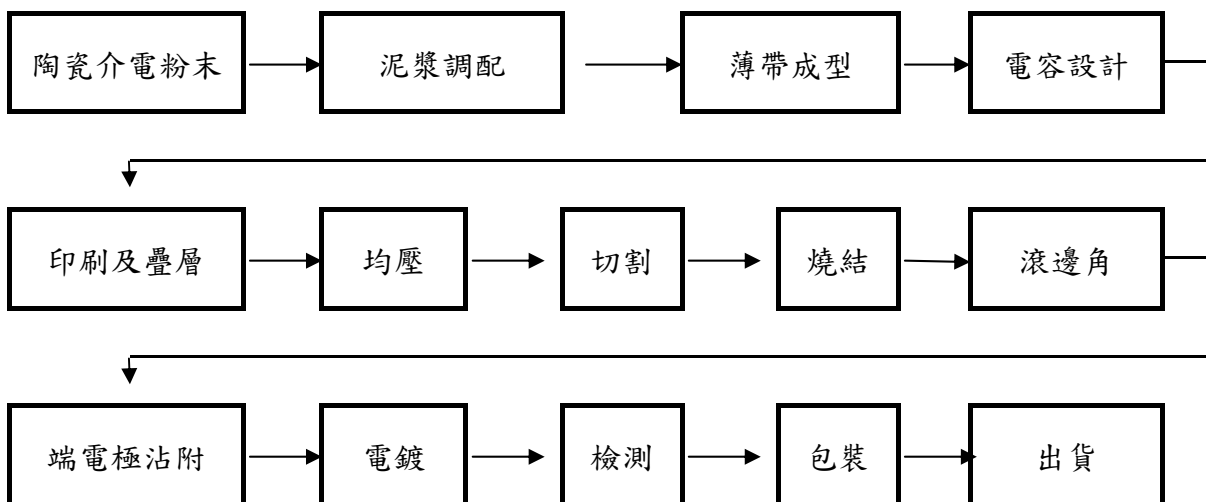 陶瓷介電粉末 泥漿調配 薄帶成型 電容設計
印刷及疊層 均壓 切割 燒結 滾邊角
端電極沾附 電鍍 檢測 包裝 出貨